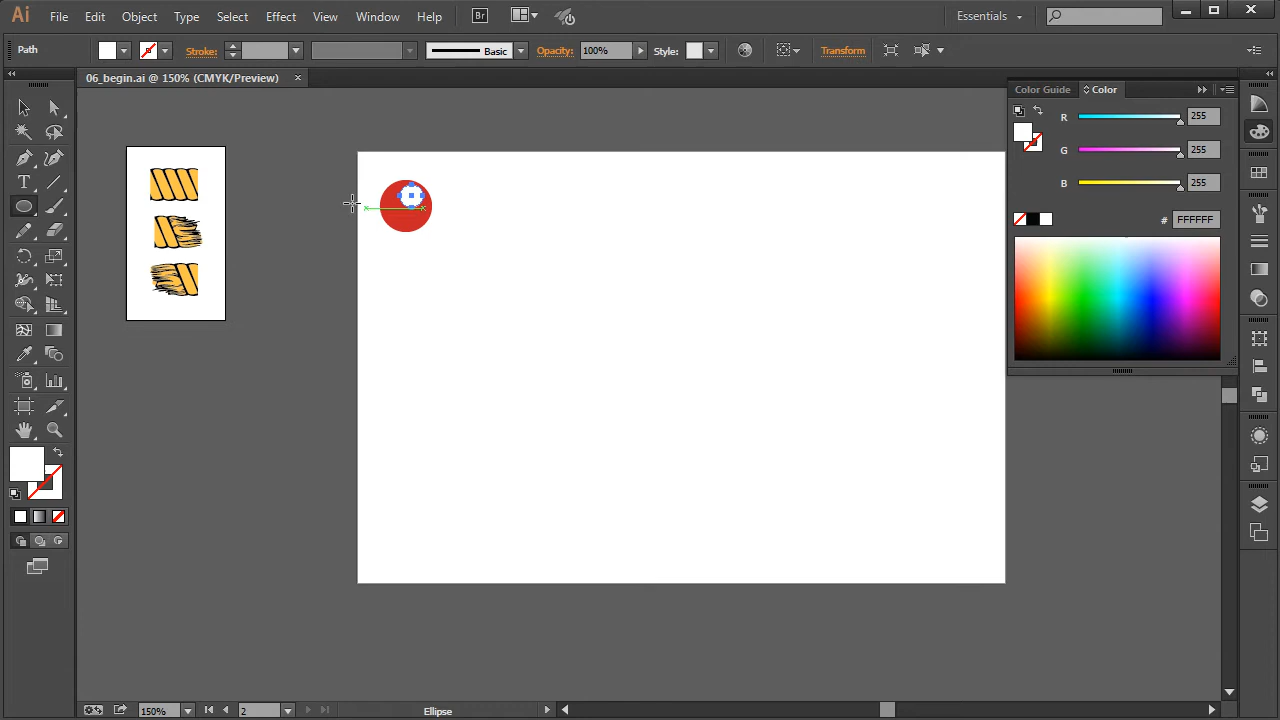 Ai File Edit Object Type Select Effect View Window Help Br Essentials
Path Stroke: Basic Opacity: 100% Style: Transform
06_begin.ai @ 150% (CMYK/Preview)
Color Guide Color
R 255
G 255
B 255
# FFFFFF
T
150% 2 Ellipse